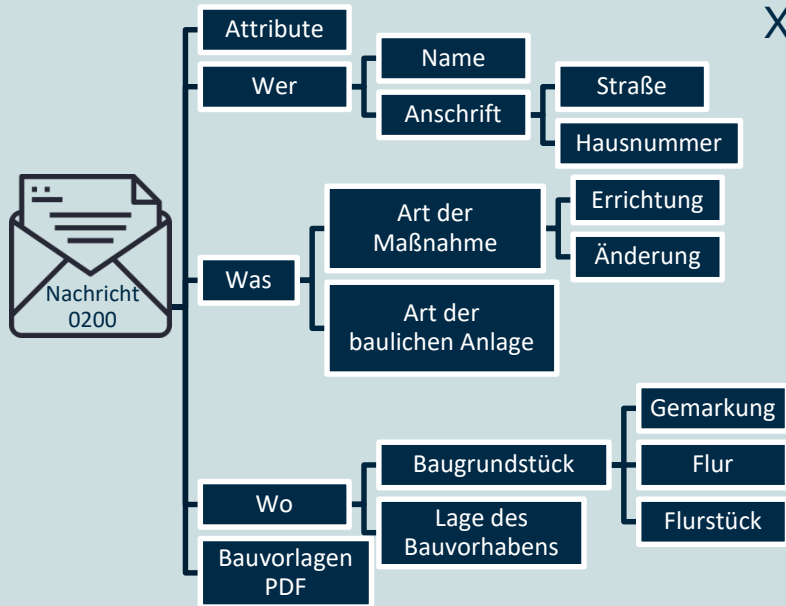 X
Attribute
Wer
Name
Anschrift
Straße
Hausnummer
Nachricht
0200
Was
Art der
Maßnahme
Errichtung
Änderung
Art der
baulichen Anlage
Wo
Baugrundstück
Gemarkung
Flur
Flurstück
Lage des
Bauvorhabens
Bauvorlagen
PDF